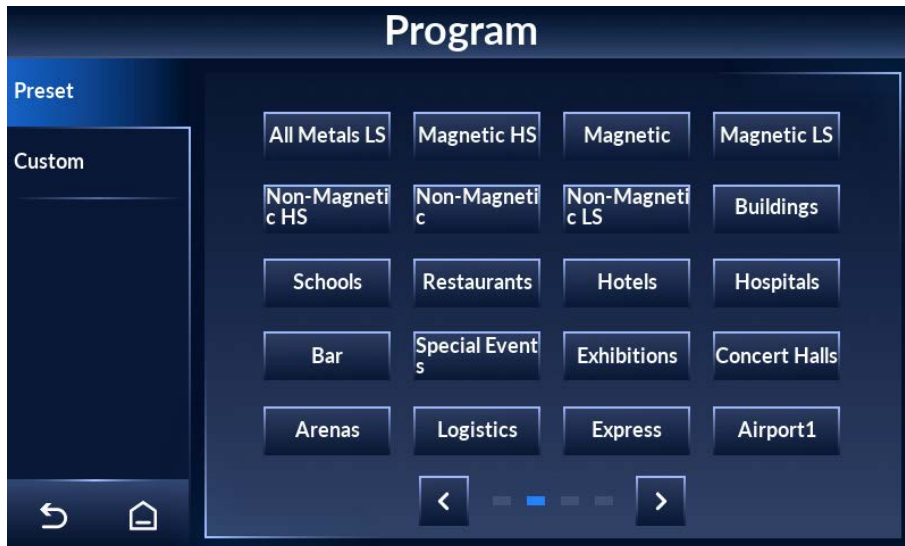 Program
Preset
Custom
All Metals LS
Magnetic HS
Magnetic
Magnetic LS
Non-Magneti
c HS
Non-Magneti
c
Non-Magneti
c LS
Buildings
Schools
Restaurants
Hotels
Hospitals
Bar
Special Event
s
Exhibitions
Concert Halls
Arenas
Logistics
Express
Airport1